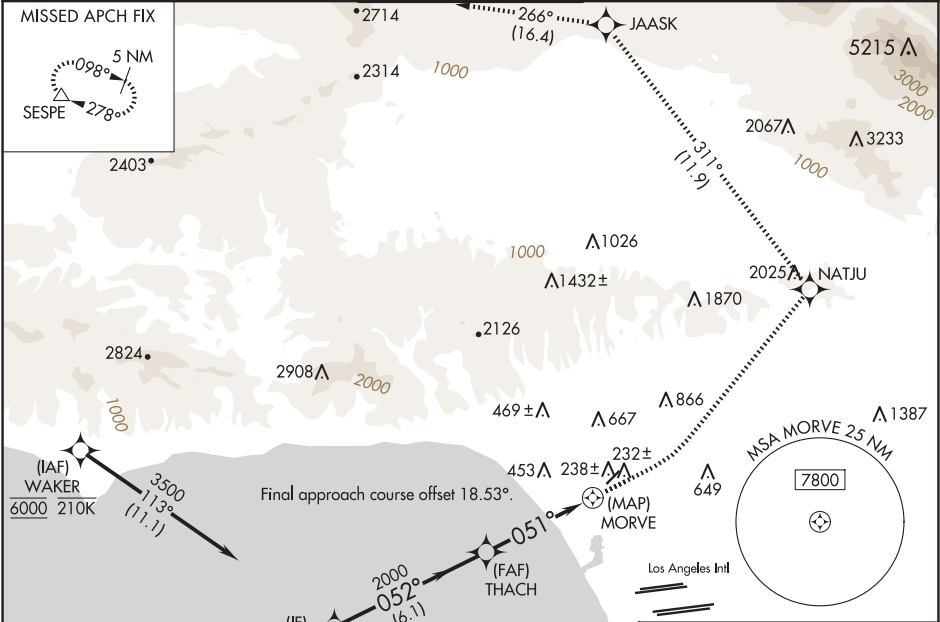 MISSED APCH FIX
5 NM
098°
278°
SESPE
2714
2314
1000
266°
(16.4)
JAASK
5215
3000
2000
2067
3233
1000
311°
(11.9)
2403
1000
1026
1432±
2025
NATJU
1870
2126
2824
2908
2000
1000
469±
667
866
1387
453
238±
232±
649
(IAF)
WAKER
6000 210K
3500
113°
(11.1)
Final approach course offset 18.53°.
(MAP)
MORVE
051°
(FAF)
THACH
2000
052°
(6.1)
(IF)
MSA MORVE 25 NM
7800
Los Angeles Intl